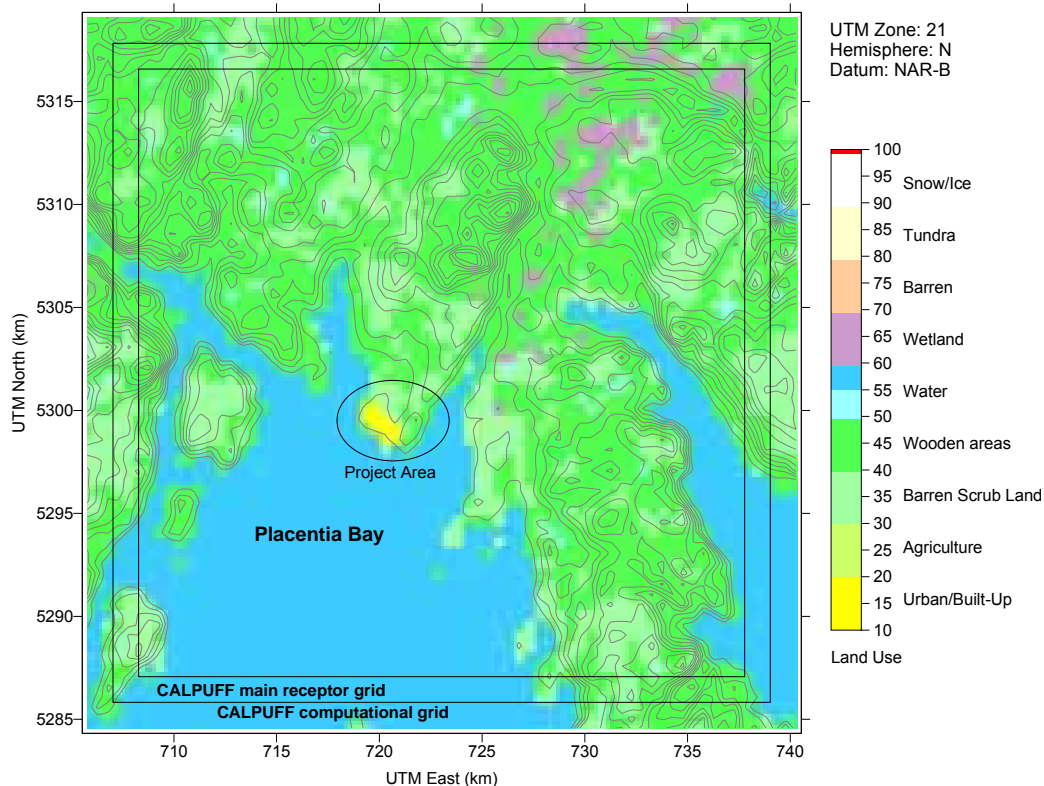 UTM Zone: 21
Hemisphere: N
Datum: NAR-B
5315
5310
5305
5300
5295
5290
5285
UTM North (km)
Project Area
Placentia Bay
CALPUFF main receptor grid
CALPUFF computational grid
710
715
720
725
730
735
740
UTM East (km)
100
95
Snow/Ice
90
85
Tundra
80
75
Barren
70
65
Wetland
60
55
Water
50
45
Wooden areas
40
35
Barren Scrub Land
30
25
Agriculture
20
15
Urban/Built-Up
10
Land Use